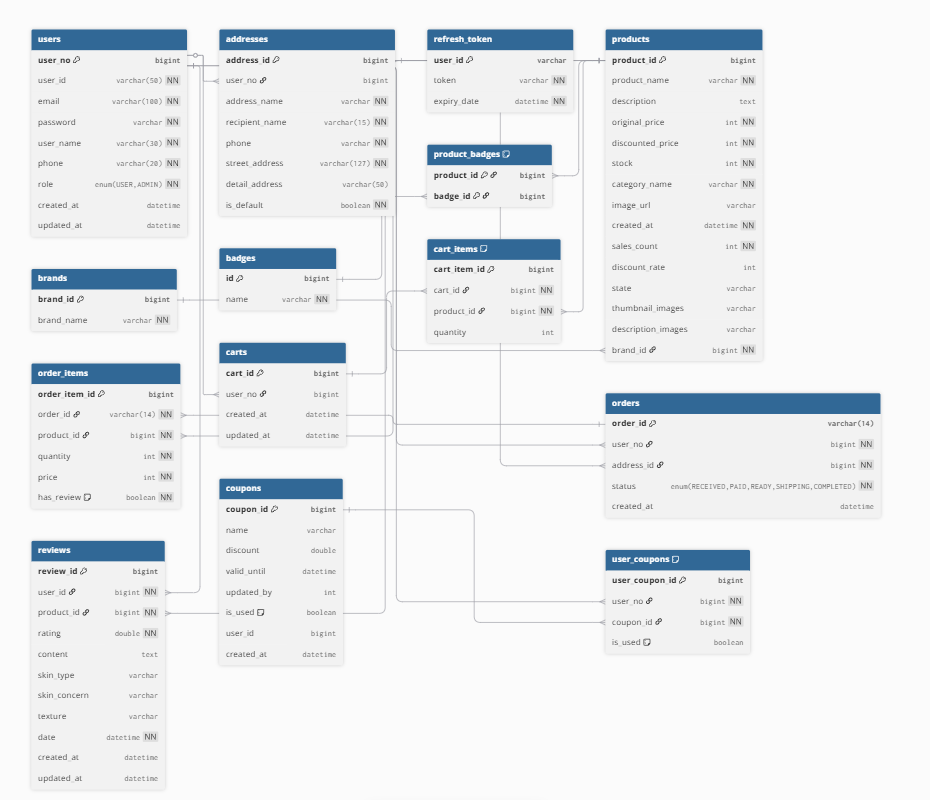 users
user_no bigint
user_id varchar(50) NN
email varchar(100) NN
password varchar NN
user_name varchar(30) NN
phone varchar(20) NN
role enum(USER,ADMIN) NN
created_at datetime
updated_at datetime
addresses
address_id bigint
user_no bigint
address_name varchar NN
recipient_name varchar(15) NN
phone varchar NN
street_address varchar(127) NN
detail_address varchar(50)
is_default boolean NN
refresh_token
user_id varchar
token varchar NN
expiry_date datetime NN
products
product_id bigint
product_name varchar NN
description text
original_price int NN
discounted_price int NN
stock int NN
category_name varchar NN
image_url varchar
created_at datetime NN
sales_count int NN
discount_rate int
state varchar
thumbnail_images varchar
description_images varchar
brand_id bigint NN
product_badges
product_id bigint
badge_id bigint
cart_items
cart_item_id bigint
cart_id bigint NN
product_id bigint NN
quantity int
badges
id bigint
name varchar NN
brands
brand_id bigint
brand_name varchar NN
carts
cart_id bigint
user_no bigint
created_at datetime
updated_at datetime
order_items
order_item_id bigint
order_id varchar(14) NN
product_id bigint NN
quantity int NN
price int NN
has_review boolean NN
orders
order_id varchar(14)
user_no bigint NN
address_id bigint NN
status enum(RECEIVED,PAID,READY,SHIPPING,COMPLETED) NN
created_at datetime
coupons
coupon_id bigint
name varchar
discount double
valid_until datetime
updated_by int
is_used boolean
user_id bigint
created_at datetime
reviews
review_id bigint
user_id bigint NN
product_id bigint NN
rating double NN
content text
skin_type varchar
skin_concern varchar
texture varchar
date datetime NN
created_at datetime
updated_at datetime
user_coupons
user_coupon_id bigint
user_no bigint NN
coupon_id bigint NN
is_used boolean